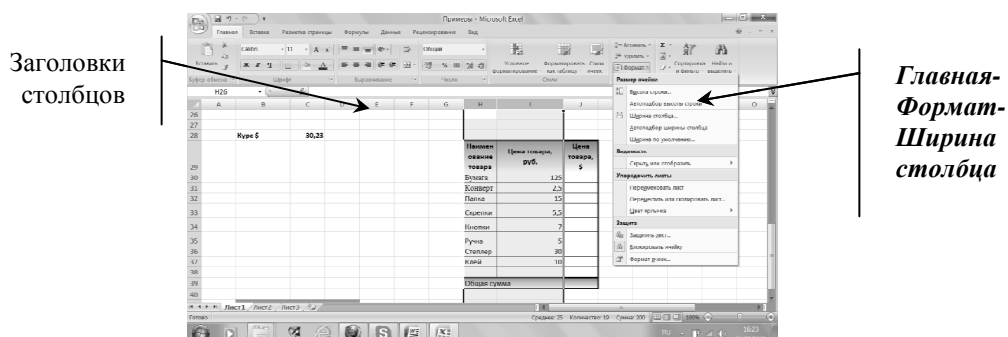 Примеры - Microsoft Excel
Главная Вставка Разметка страницы Формулы Данные Рецензирование Вид
Заголовки
столбцов
Главная-
Формат-
Ширина
столбца
Calibri 11 Общий
Вставить Условное форматирование Форматировать как таблицу Стили ячеек
Вставить Удалить Формат Сортировка и фильтр Найти и выделить
Буфер обмена Шрифт Выравнивание Число Стили
H26
A B C E F G H I J O
Размер ячейки
Высота строки...
Автоподбор высоты строки
Ширина столбца...
Автоподбор ширины столбца
Ширина по умолчанию...
Видимость
Скрыть или отобразить
Упорядочить листы
Переименовать лист
Переместить или скопировать лист...
Цвет ярлычка
Защита
Защитить лист...
Блокировать ячейку
Формат ячеек...
26
27
28 Курс $ 30,23
29 Наименование товара Цена товара, руб. Цена товара, $
30 Бумага 125
31 Конверт 2,5
32 Папка 15
33 Скрепки 5,5
34 Кнопки 7
35 Ручка 5
36 Степлер 30
37 Клей 10
38
39 Общая сумма
40
Лист1 Лист2 Лист3
Готово Среднее: 25 Количество: 19 Сумма: 200 100%
RU 16:23